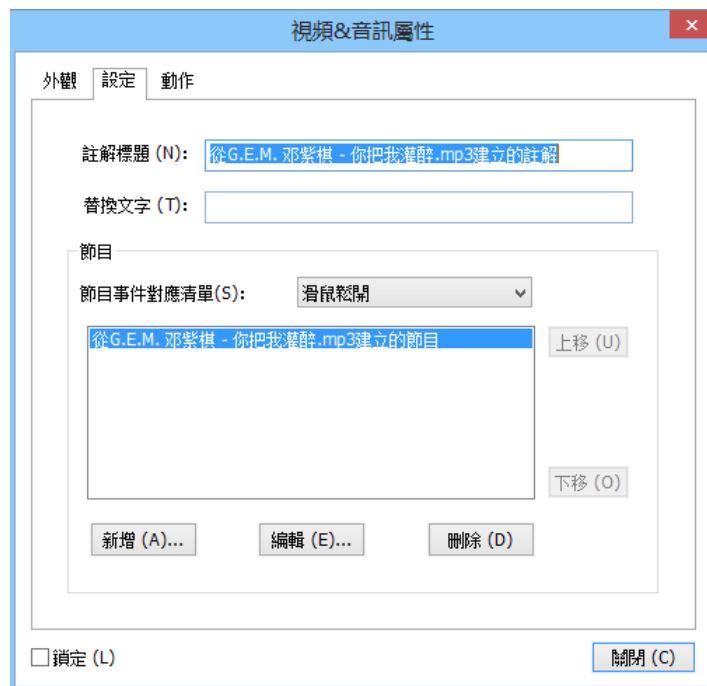 視頻&音訊屬性
外觀 設定 動作
註解標題 (N): 從G.E.M. 邓紫棋 - 你把我灌醉.mp3建立的註解
替換文字 (T):
節目
節目事件對應清單(S): 滑鼠鬆開
從G.E.M. 邓紫棋 - 你把我灌醉.mp3建立的節目
上移 (U)
下移 (O)
新增 (A)... 編輯 (E)... 刪除 (D)
鎖定 (L) 關閉 (C)